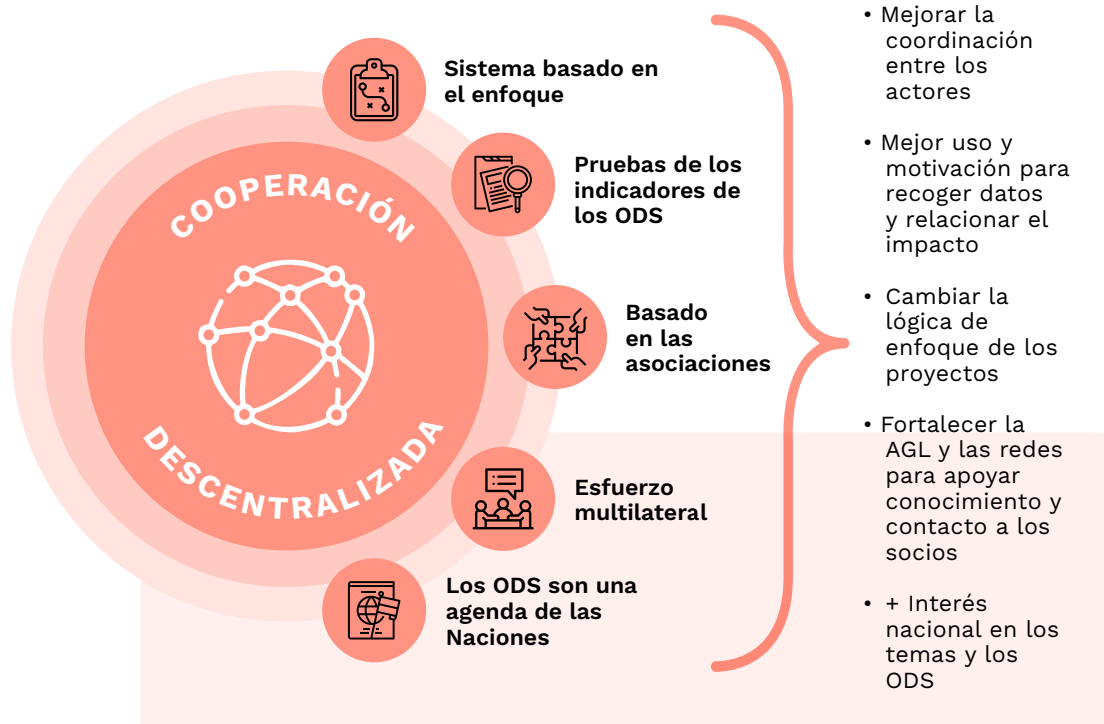 COOPERACIÓN
DESCENTRALIZADA
Sistema basado en
el enfoque
Pruebas de los
indicadores de
los ODS
Basado
en las
asociaciones
Esfuerzo
multilateral
Los ODS son una
agenda de las
Naciones
• Mejorar la
coordinación
entre los
actores
• Mejor uso y
motivación para
recoger datos
y relacionar el
impacto
• Cambiar la
lógica de
enfoque de los
proyectos
• Fortalecer la
AGL y las redes
para apoyar
conocimiento y
contacto a los
socios
• + Interés
nacional en los
temas y los
ODS